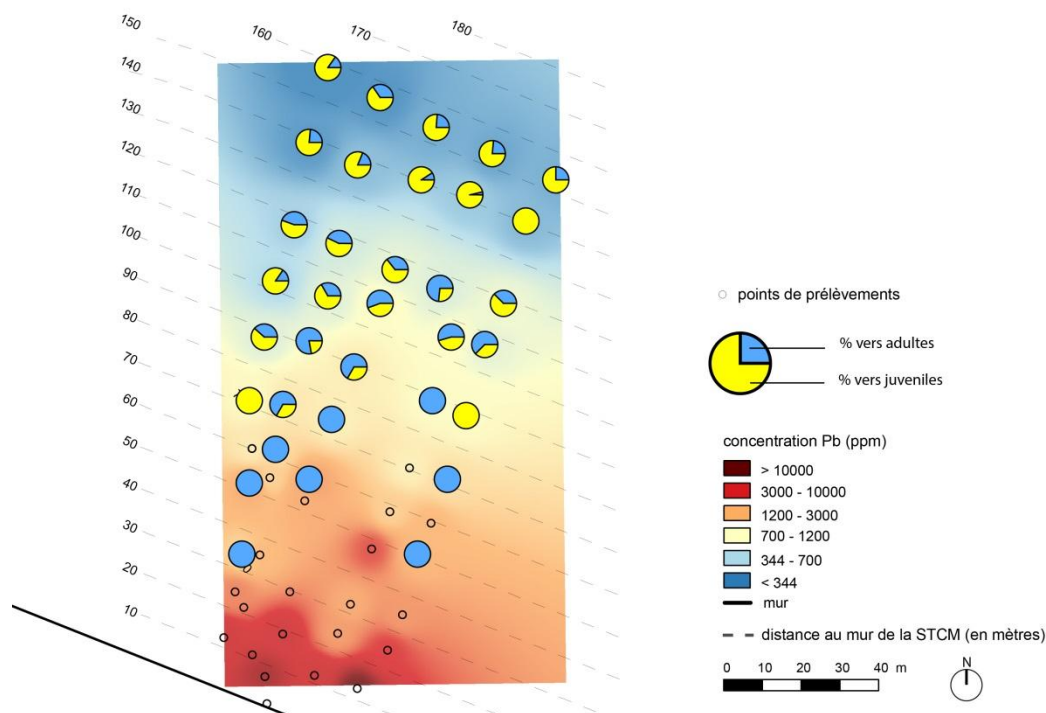 150
160
170
180
140
130
120
110
100
90
80
70
60
50
40
30
20
10
points de prélèvements
% vers adultes
% vers juveniles
concentration Pb (ppm)
> 10000
3000 - 10000
1200 - 3000
700 - 1200
344 - 700
< 344
mur
distance au mur de la STCM (en mètres)
0 10 20 30 40 m
N